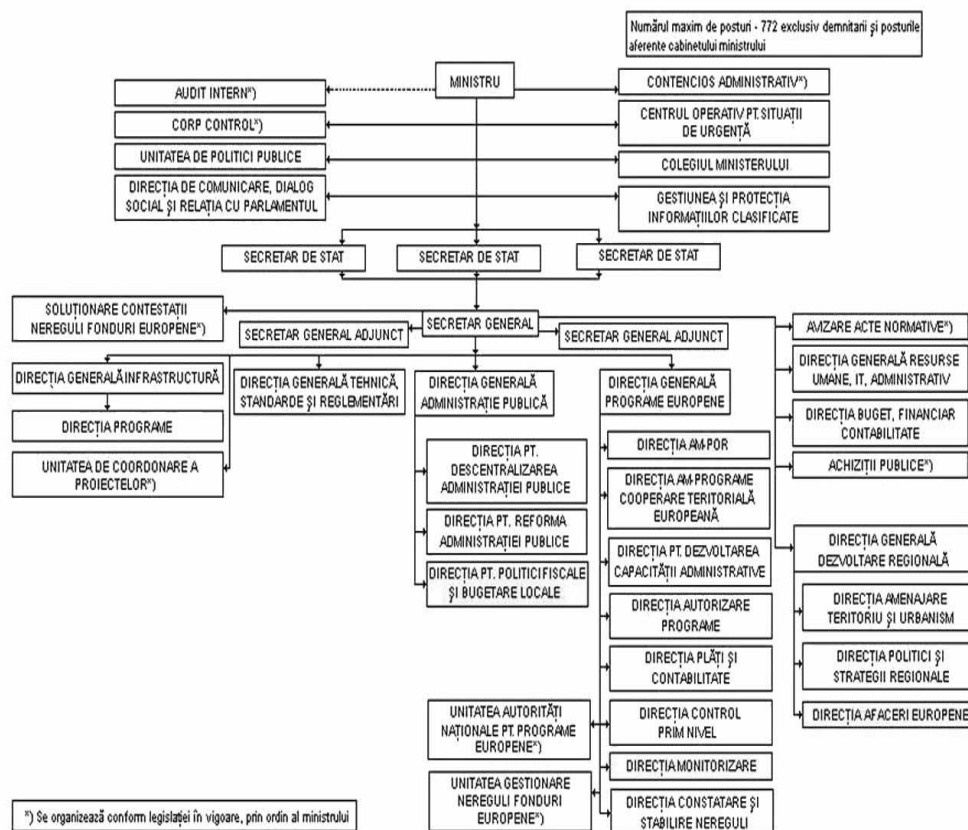 Numărul maxim de posturi - 772 exclusiv demnitarii şi posturile
aferente cabinetului ministrului
MINISTRU
AUDIT INTERN*)
CONTENCIOS ADMINISTRATIV*)
CORP CONTROL*)
CENTRUL OPERATIV PT. SITUAŢII
DE URGENŢĂ
UNITATEA DE POLITICI PUBLICE
COLEGIUL MINISTERULUI
DIRECŢIA DE COMUNICARE, DIALOG
SOCIAL ŞI RELAŢIA CU PARLAMENTUL
GESTIUNEA ŞI PROTECŢIA
INFORMAŢIILOR CLASIFICATE
SECRETAR DE STAT
SECRETAR DE STAT
SECRETAR DE STAT
SOLUŢIONARE CONTESTAŢII
NEREGULI FONDURI EUROPENE*)
SECRETAR GENERAL
SECRETAR GENERAL ADJUNCT
SECRETAR GENERAL ADJUNCT
AVIZARE ACTE NORMATIVE*)
DIRECŢIA GENERALĂ INFRASTRUCTURĂ
DIRECŢIA GENERALĂ TEHNICĂ,
STANDARDE ŞI REGLEMENTĂRI
DIRECŢIA GENERALĂ
ADMINISTRAŢIE PUBLICĂ
DIRECŢIA GENERALĂ
PROGRAME EUROPENE
DIRECŢIA GENERALĂ RESURSE
UMANE, IT, ADMINISTRATIV
DIRECŢIA PROGRAME
DIRECŢIA BUGET, FINANCIAR
CONTABILITATE
UNITATEA DE COORDONARE A
PROIECTELOR*)
ACHIZIŢII PUBLICE*)
DIRECŢIA PT.
DESCENTRALIZAREA
ADMINISTRAŢIEI PUBLICE
DIRECŢIA PT. REFORMA
ADMINISTRAŢIEI PUBLICE
DIRECŢIA PT. POLITICI FISCALE
ŞI BUGETARE LOCALE
DIRECŢIA AM-POR
DIRECŢIA AM-PROGRAME
COOPERARE TERITORIALĂ
EUROPEANĂ
DIRECŢIA PT. DEZVOLTAREA
CAPACITĂŢII ADMINISTRATIVE
DIRECŢIA AUTORIZARE
PROGRAME
DIRECŢIA PLĂŢI ŞI
CONTABILITATE
DIRECŢIA CONTROL
PRIM NIVEL
DIRECŢIA MONITORIZARE
DIRECŢIA CONSTATARE ŞI
STABILIRE NEREGULI
UNITATEA AUTORITĂŢI
NAŢIONALE PT. PROGRAME
EUROPENE*)
UNITATEA GESTIONARE
NEREGULI FONDURI
EUROPENE*)
DIRECŢIA GENERALĂ
DEZVOLTARE REGIONALĂ
DIRECŢIA AMENAJARE
TERITORIU ŞI URBANISM
DIRECŢIA POLITICI ŞI
STRATEGII REGIONALE
DIRECŢIA AFACERI EUROPENE
*) Se organizează conform legislaţiei în vigoare, prin ordin al ministrului